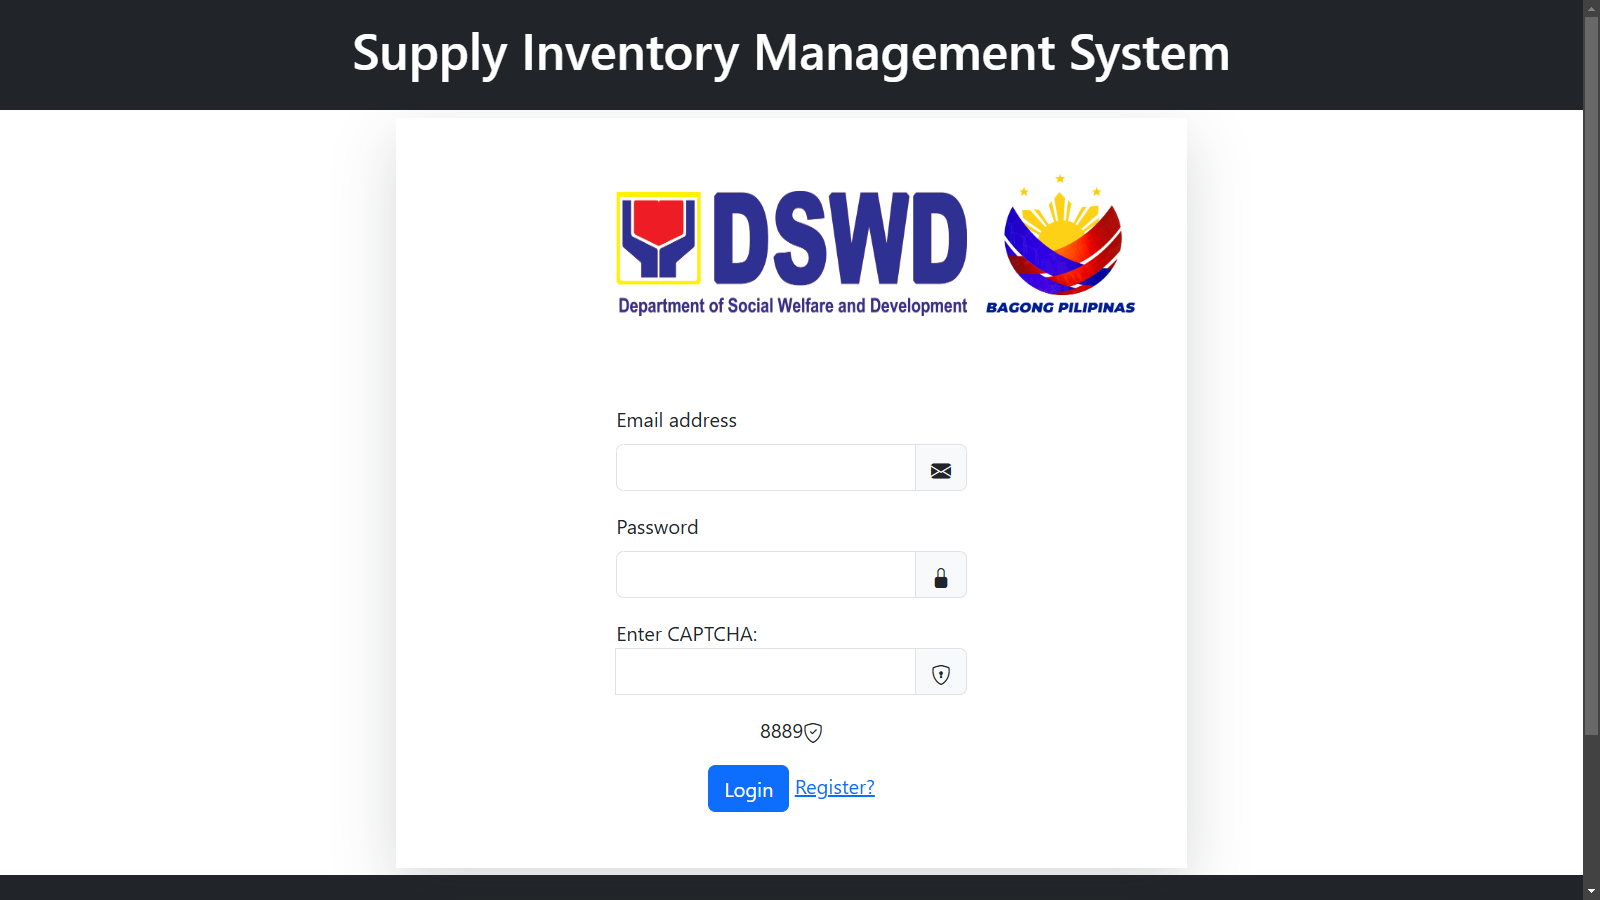 Supply Inventory Management System
DSWD
Department of Social Welfare and Development
BAGONG PILIPINAS
Email address
Password
Enter CAPTCHA:
8889
Login Register?